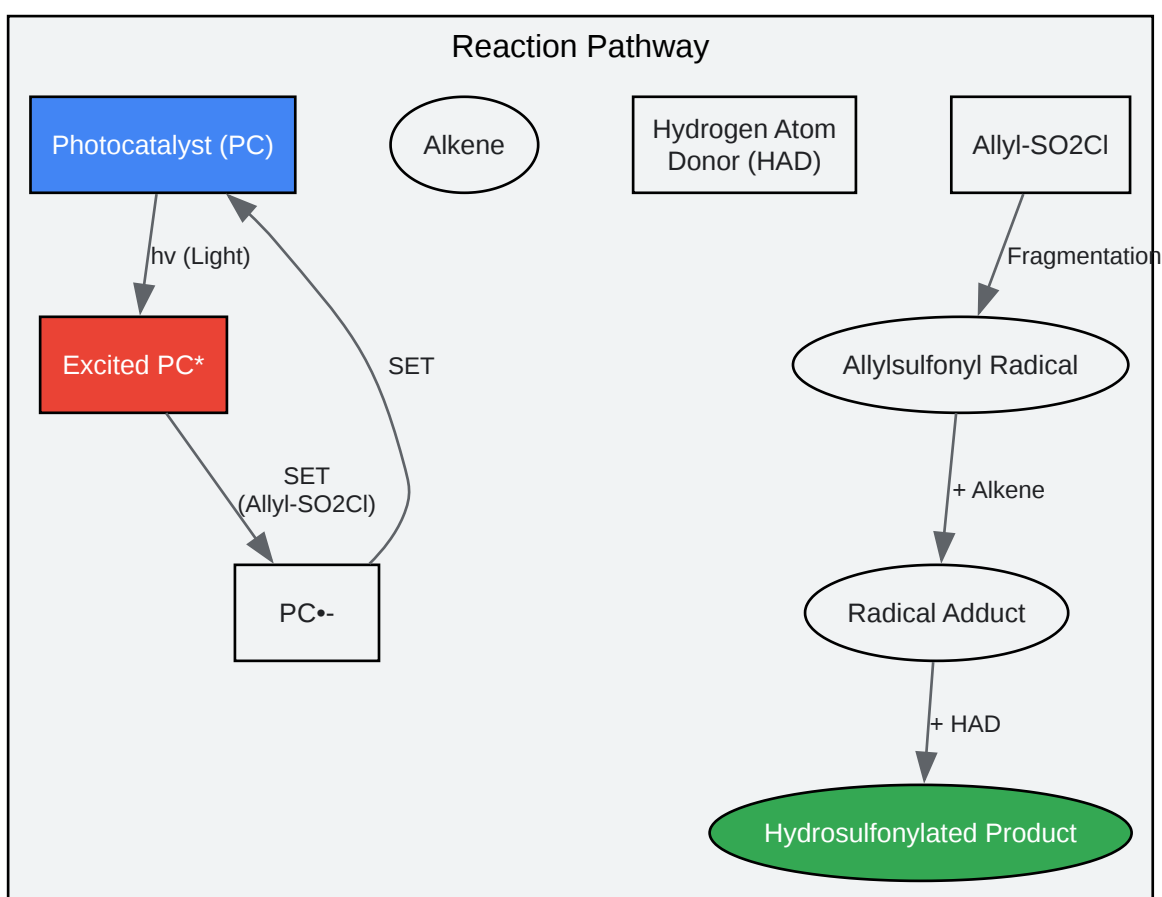 Reaction Pathway
Photocatalyst (PC)
Alkene
Hydrogen Atom
Donor (HAD)
Allyl-SO2Cl
hv (Light)
Fragmentation
Excited PC*
SET
Allylsulfonyl Radical
SET
(Allyl-SO2Cl)
+ Alkene
PC•-
Radical Adduct
+ HAD
Hydrosulfonylated Product